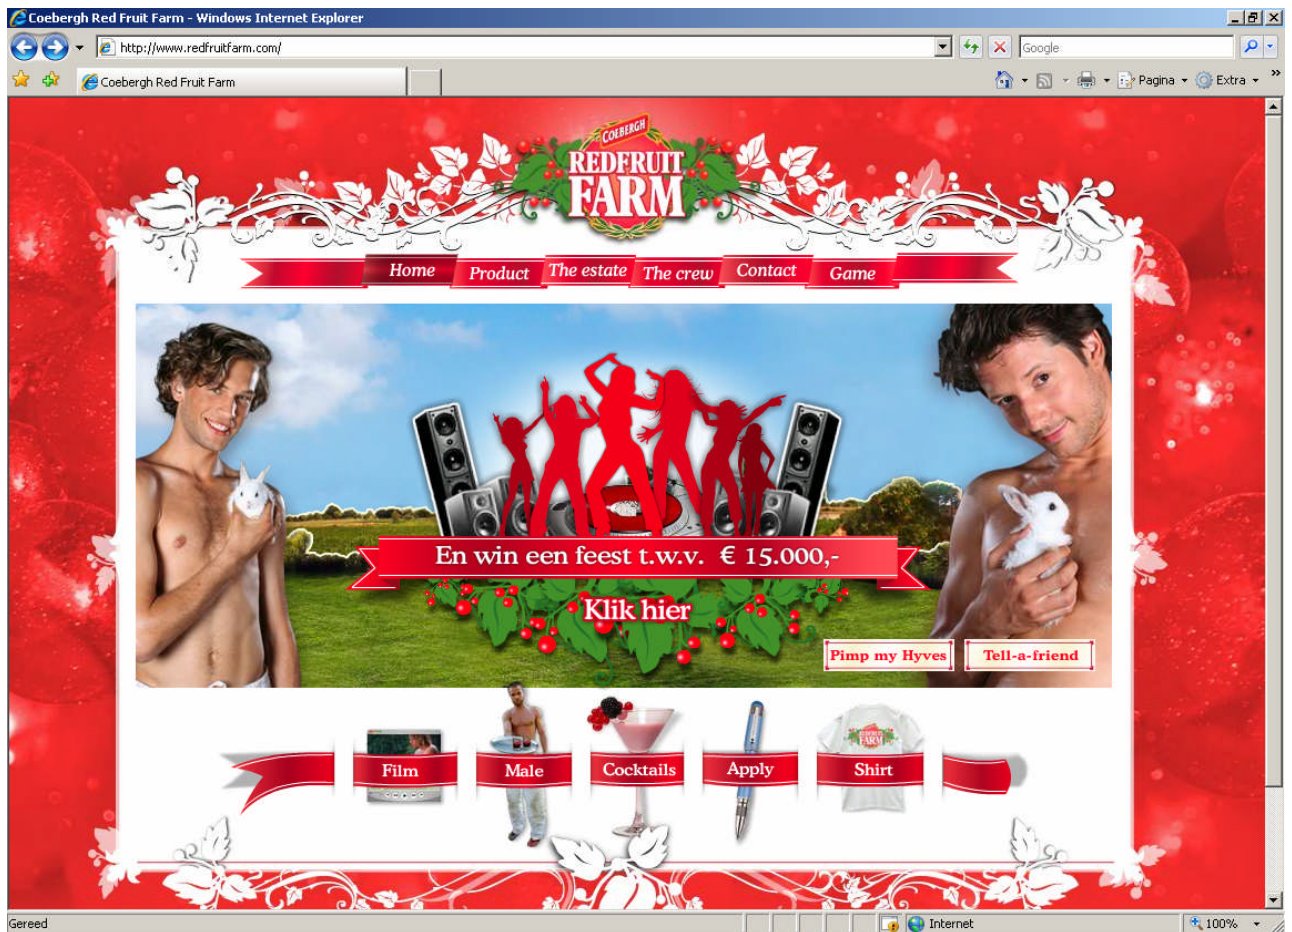 Coebergh Red Fruit Farm - Windows Internet Explorer
http://www.redfruitfarm.com/
Google
Coebergh Red Fruit Farm
Pagina
Extra
COEBERGH
REDFRUIT
FARM
Home
Product
The estate
The crew
Contact
Game
En win een feest t.w.v. € 15.000,-
Klik hier
Pimp my Hyves
Tell-a-friend
REDFRUIT
FARM
Film
Male
Cocktails
Apply
Shirt
Gereed
Internet
100%